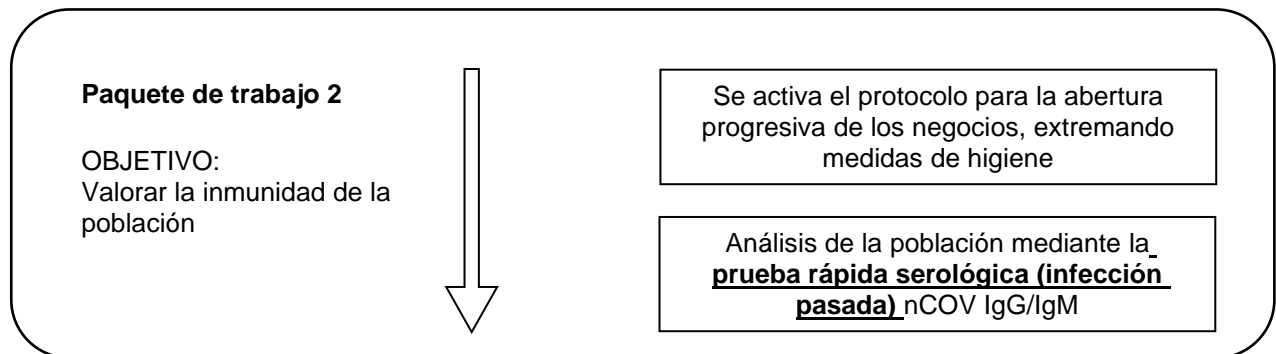 Paquete de trabajo 2
OBJETIVO:
Valorar la inmunidad de la
población
Se activa el protocolo para la abertura
progresiva de los negocios, extremando
medidas de higiene
Análisis de la población mediante la
prueba rápida serológica (infección
pasada) nCOV IgG/IgM